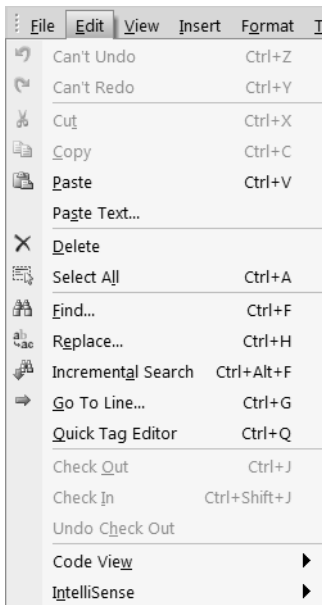 File Edit View Insert Format T
Can't Undo Ctrl+Z
Can't Redo Ctrl+Y
Cut Ctrl+X
Copy Ctrl+C
Paste Ctrl+V
Paste Text...
Delete
Select All Ctrl+A
Find... Ctrl+F
Replace... Ctrl+H
Incremental Search Ctrl+Alt+F
Go To Line... Ctrl+G
Quick Tag Editor Ctrl+Q
Check Out Ctrl+J
Check In Ctrl+Shift+J
Undo Check Out
Code View
IntelliSense